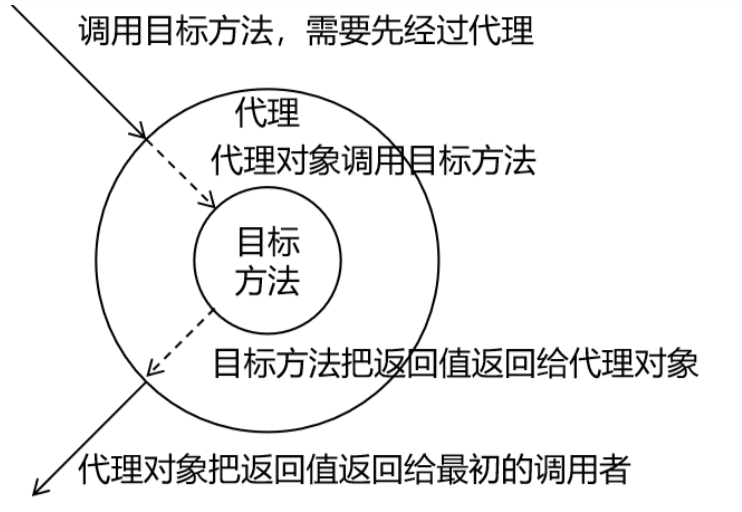 调用目标方法，需要先经过代理
代理
代理对象调用目标方法
目标
方法
目标方法把返回值返回给代理对象
代理对象把返回值返回给最初的调用者